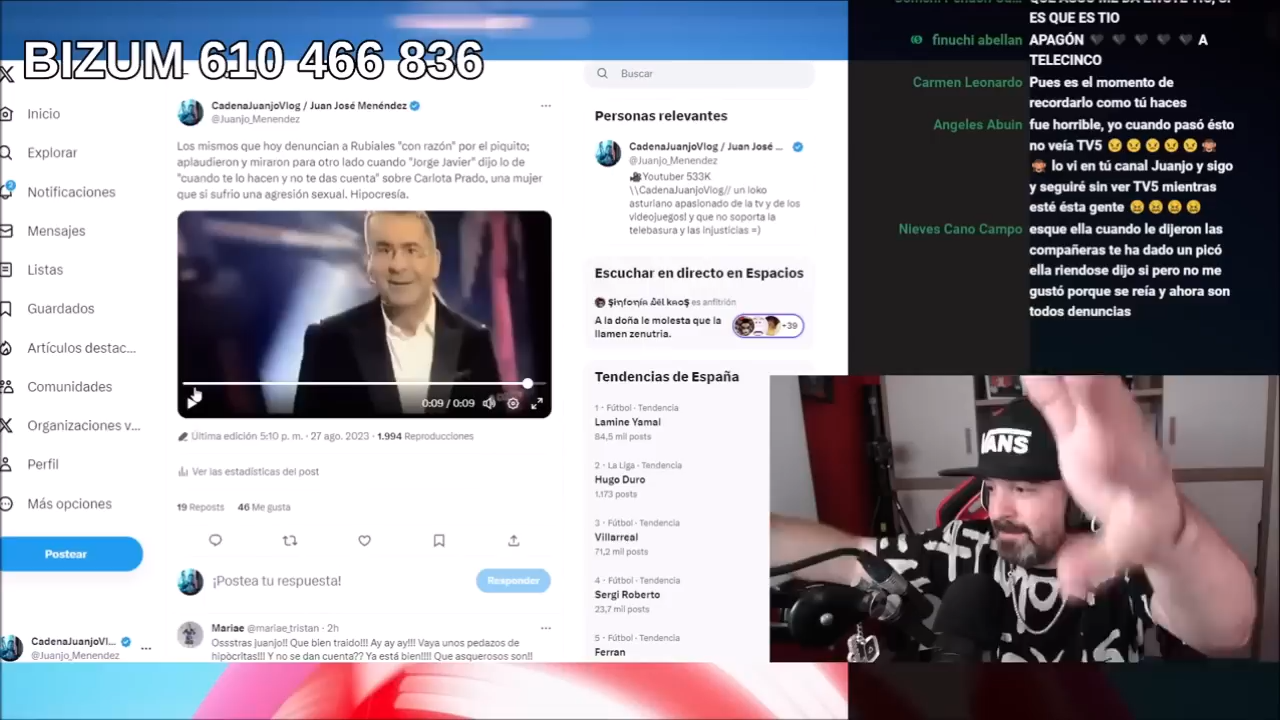 BIZUM 610 466 836
Inicio
Explorar
2
Notificaciones
Mensajes
Listas
Guardados
Artículos destac...
Comunidades
Organizaciones v...
Perfil
Más opciones
Postear
CadenaJuanjoVl...
@Juanjo_Menendez
CadenaJuanjoVlog / Juan José Menéndez
@Juanjo_Menendez
Los mismos que hoy denuncian a Rubiales "con razón" por el piquito;
aplaudieron y miraron para otro lado cuando "Jorge Javier" dijo lo de
"cuando te lo hacen y no te das cuenta" sobre Carlota Prado, una mujer
que si sufrio una agresión sexual. Hipocresía.
0:09 / 0:09
Última edición 5:10 p. m. · 27 ago. 2023 · 1.994 Reproducciones
Ver las estadísticas del post
19 Reposts 46 Me gusta
¡Postea tu respuesta!
Responder
Mariae @mariae_tristan · 2h
Ossstras juanjo!! Que bien traido!!! Ay ay ay!!! Vaya unos pedazos de
hipòcritas!!! Y no se dan cuenta?? Ya está bien!!!! Que asquerosos son!!
Buscar
Personas relevantes
CadenaJuanjoVlog / Juan José ...
@Juanjo_Menendez
🎥Youtuber 533K
\\CadenaJuanjoVlog// un loko
asturiano apasionado de la tv y de los
videojuegos! y que no soporta la
telebasura y las injusticias =)
Escuchar en directo en Espacios
es anfitrión
A la doña le molesta que la
llamen zenutria.
+39
Tendencias de España
1 · Fútbol · Tendencia
Lamine Yamal
84,5 mil posts
2 · La Liga · Tendencia
Hugo Duro
1.173 posts
3 · Fútbol · Tendencia
Villarreal
71,2 mil posts
4 · Fútbol · Tendencia
Sergi Roberto
23,7 mil posts
5 · Fútbol · Tendencia
Ferran
ES QUE ES TIO
finuchi abellan APAGÓN 🖤 🖤 🖤 🖤 🖤 A
TELECINCO
Carmen Leonardo Pues es el momento de
recordarlo como tú haces
Angeles Abuin fue horrible, yo cuando pasó ésto
no veía TV5 😣 😣 😣 😣 😣 🙊
🙊 lo vi en tú canal Juanjo y sigo
y seguiré sin ver TV5 mientras
esté ésta gente 😖 😖 😖 😖
Nieves Cano Campo esque ella cuando le dijeron las
compañeras te ha dado un picó
ella riendose dijo si pero no me
gustó porque se reía y ahora son
todos denuncias
VANS